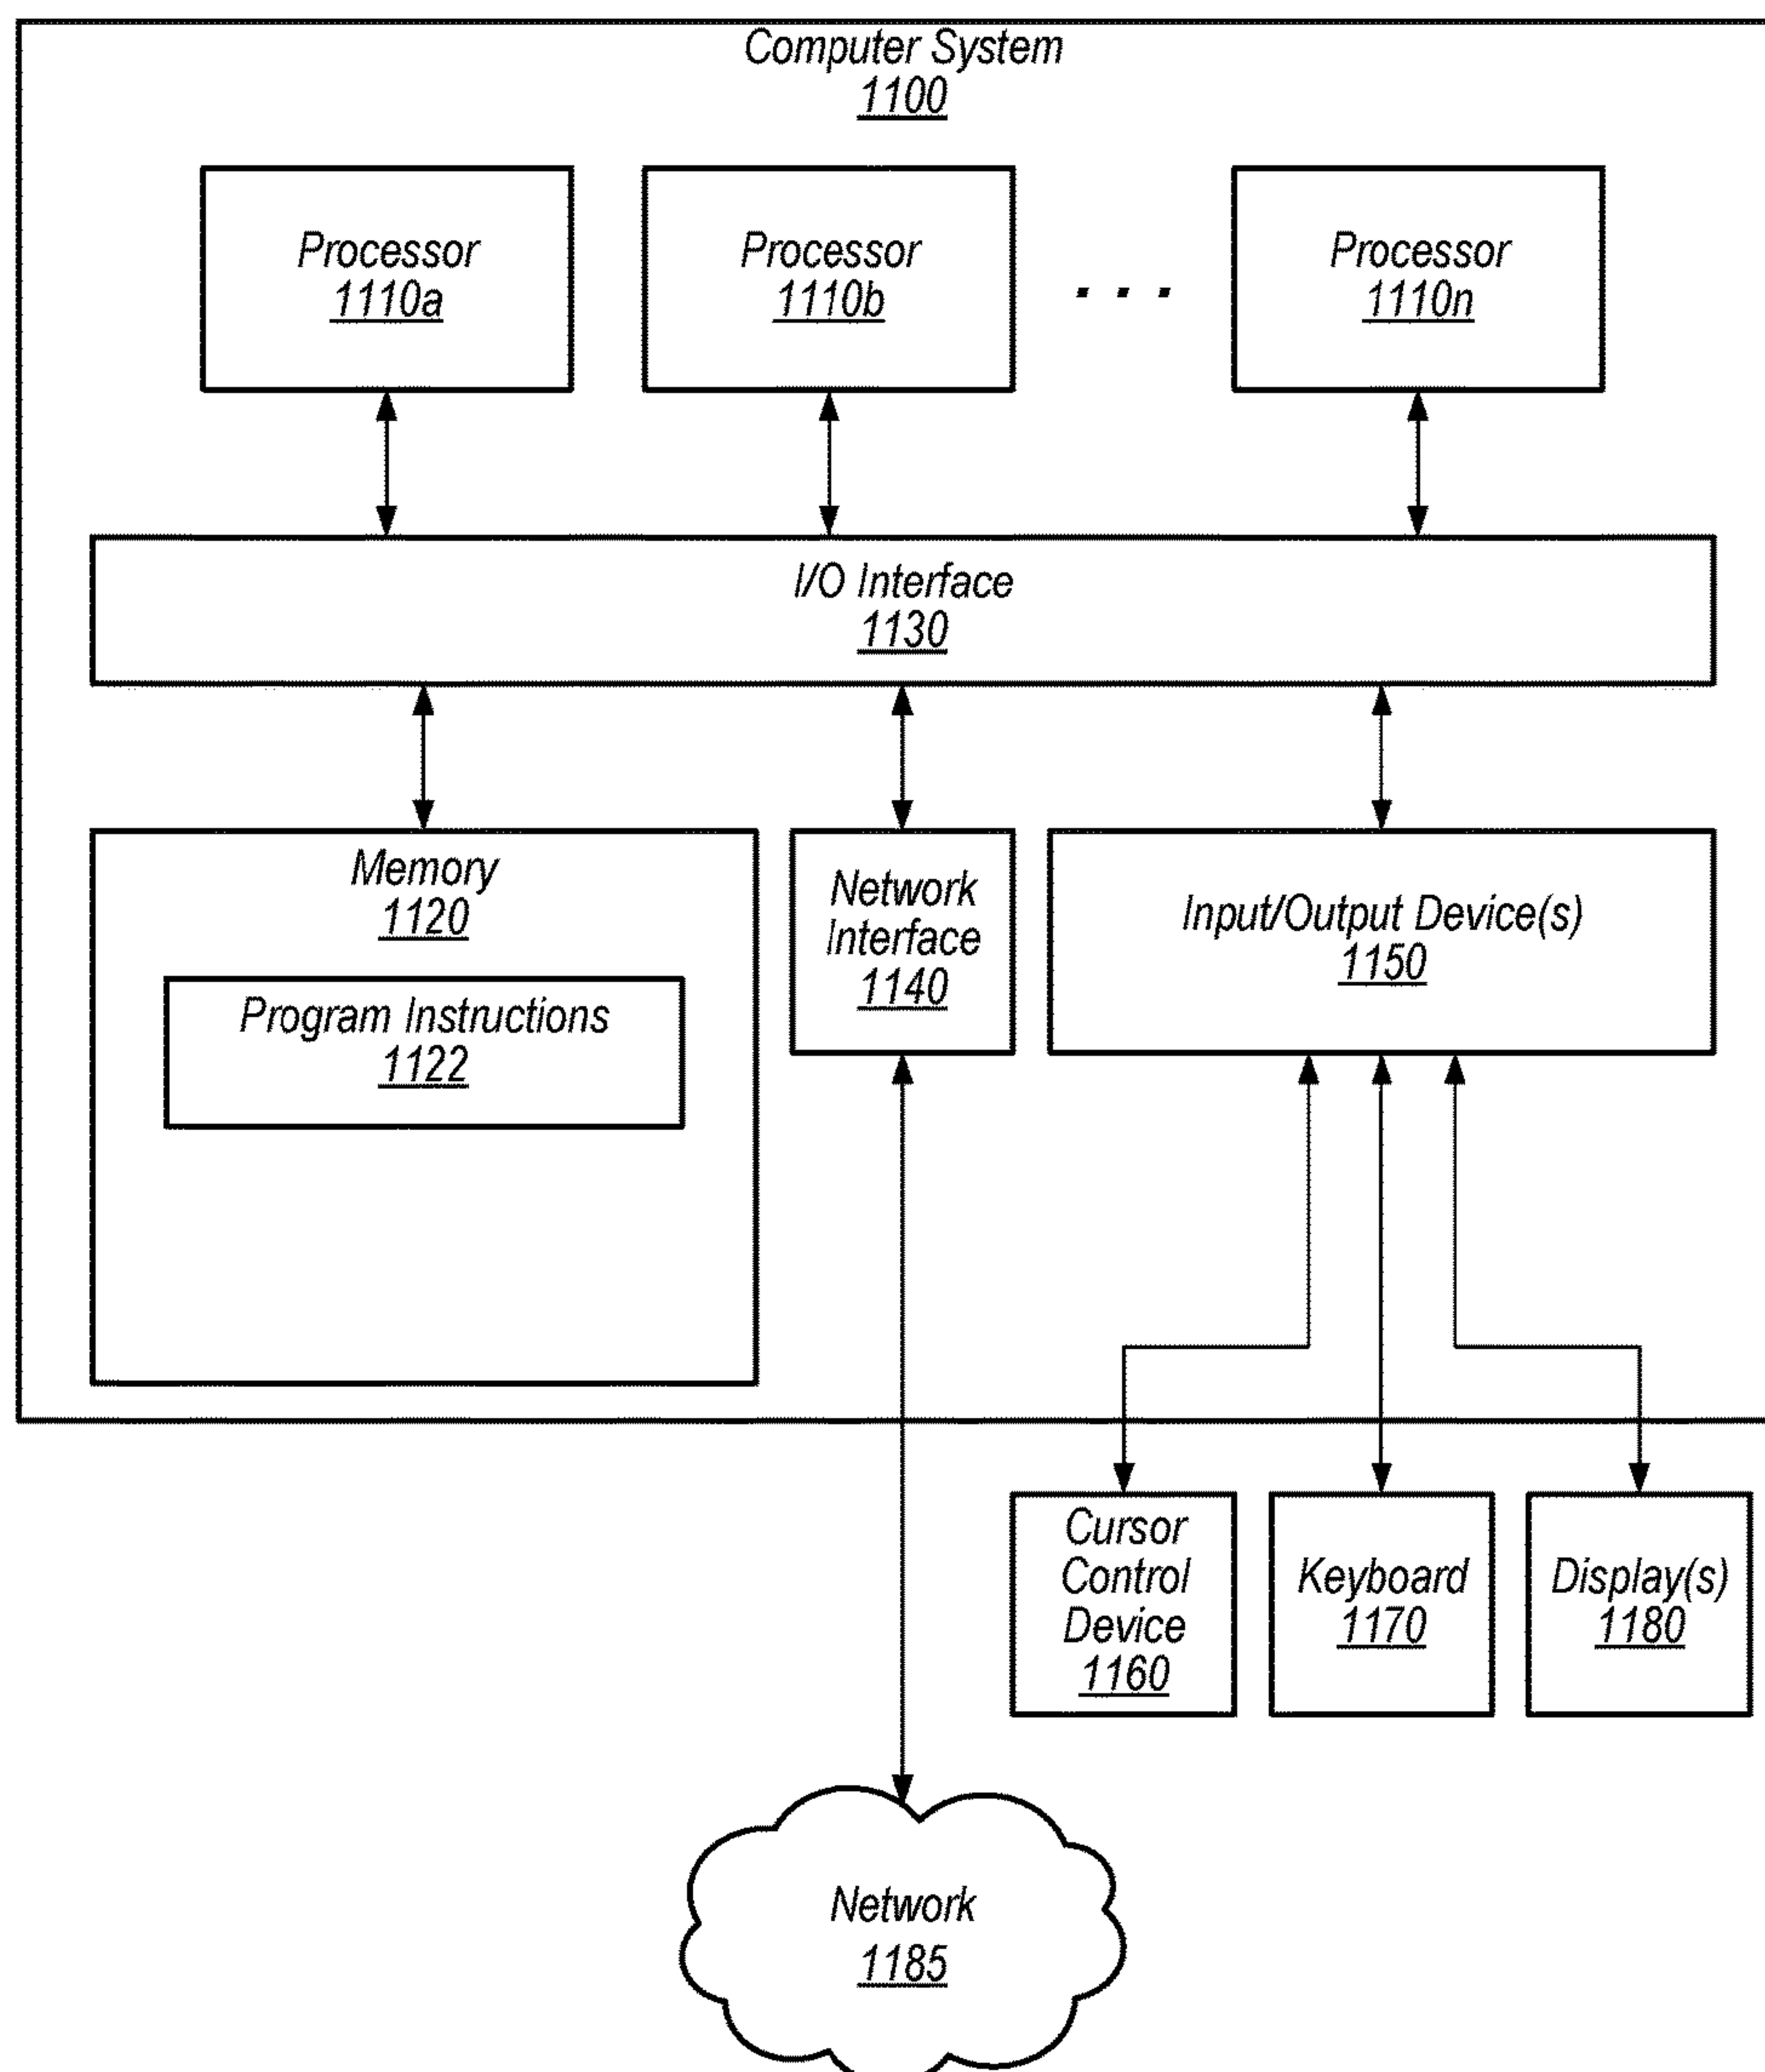 Computer System
1100
Processor
1110a
Processor
1110b
. . .
Processor
1110n
I/O Interface
1130
Memory
1120
Program Instructions
1122
Network
Interface
1140
Input/Output Device(s)
1150
Cursor
Control
Device
1160
Keyboard
1170
Display(s)
1180
Network
1185